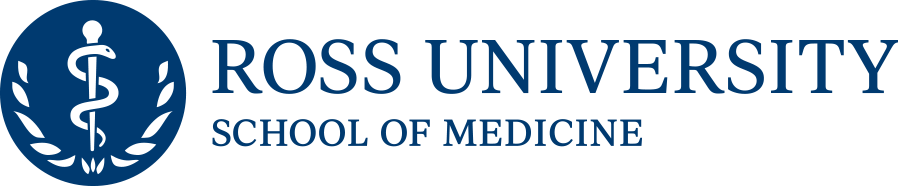 ROSS UNIVERSITY
SCHOOL OF MEDICINE